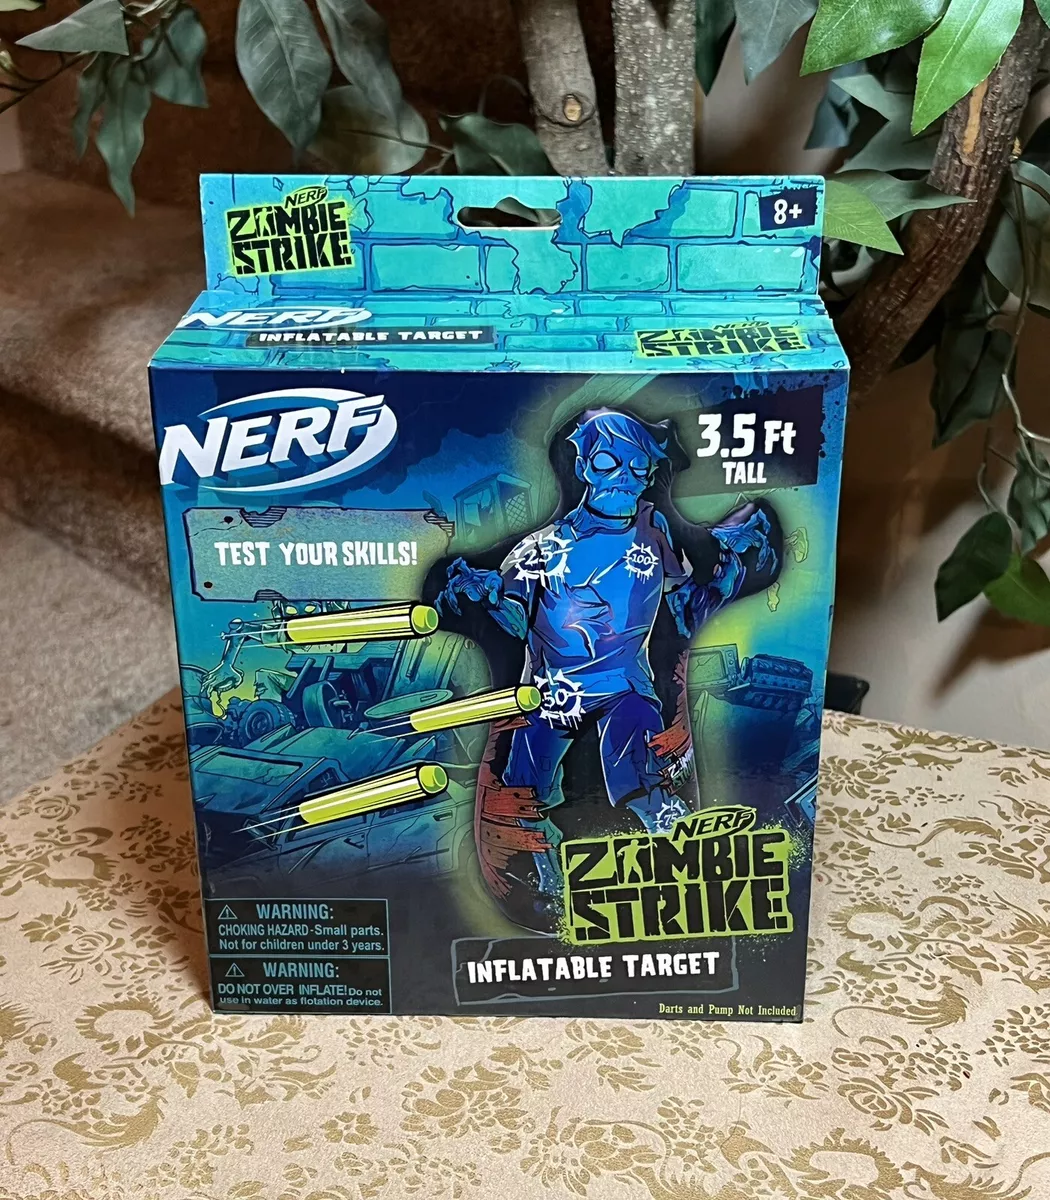 NERF
ZOMBIE
STRIKE
8+
NERF
INFLATABLE TARGET
NERF
ZOMBIE
STRIKE
NERF
3.5 Ft
TALL
TEST YOUR SKILLS!
25
100
50
75
NERF
ZOMBIE
STRIKE
INFLATABLE TARGET
WARNING:
CHOKING HAZARD-Small parts.
Not for children under 3 years.
WARNING:
DO NOT OVER INFLATE! Do not
use in water as flotation device.
Darts and Pump Not Included